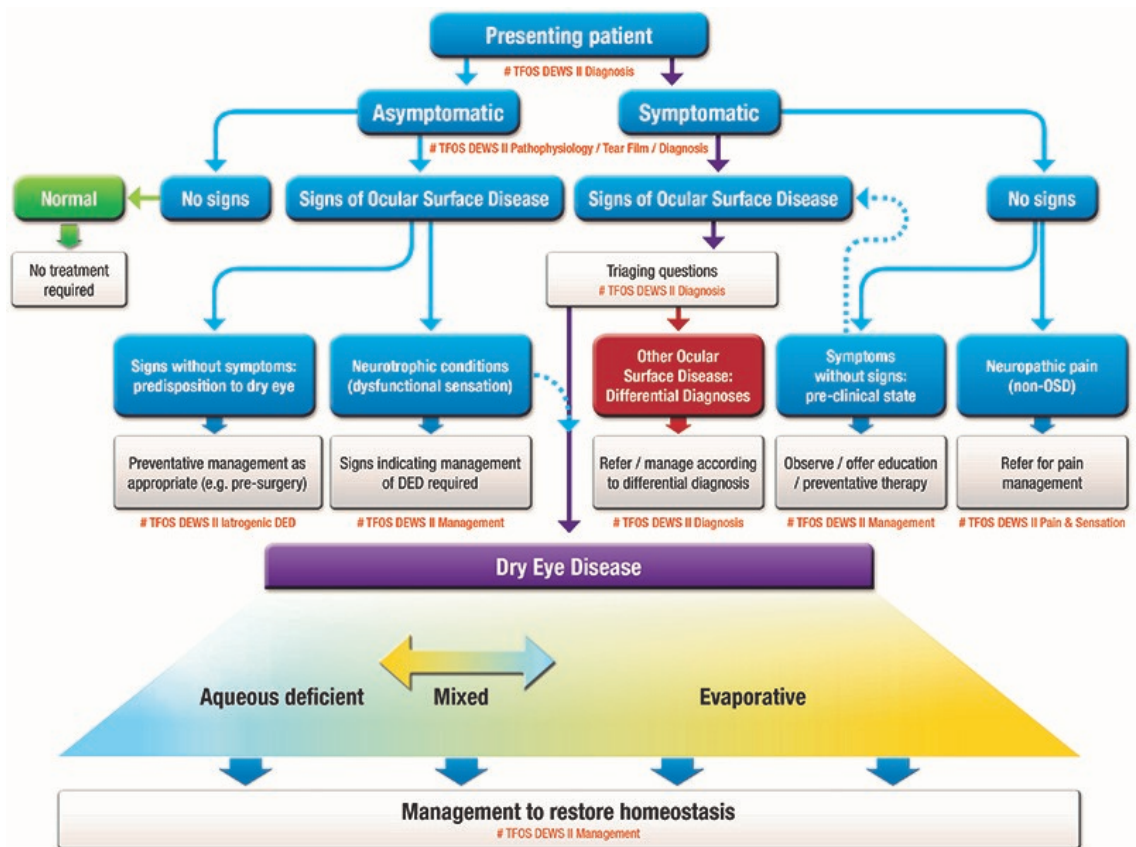 Presenting patient
# TFOS DEWS II Diagnosis
Asymptomatic
Symptomatic
# TFOS DEWS II Pathophysiology / Tear Film / Diagnosis
Normal
No signs
Signs of Ocular Surface Disease
Signs of Ocular Surface Disease
No signs
No treatment
required
Triaging questions
# TFOS DEWS II Diagnosis
Signs without symptoms:
predisposition to dry eye
Neurotrophic conditions
(dysfunctional sensation)
Other Ocular
Surface Disease:
Differential Diagnoses
Symptoms
without signs:
pre-clinical state
Neuropathic pain
(non-OSD)
Preventative management as
appropriate (e.g. pre-surgery)
# TFOS DEWS II Iatrogenic DED
Signs indicating management
of DED required
# TFOS DEWS II Management
Refer / manage according
to differential diagnosis
# TFOS DEWS II Diagnosis
Observe / offer education
/ preventative therapy
# TFOS DEWS II Management
Refer for pain
management
# TFOS DEWS II Pain & Sensation
Dry Eye Disease
Aqueous deficient
Mixed
Evaporative
Management to restore homeostasis
# TFOS DEWS II Management